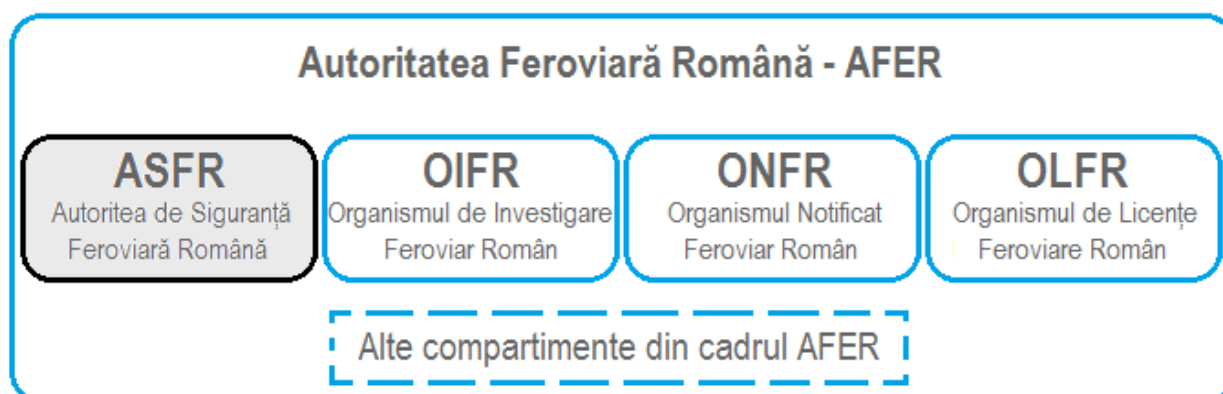 Autoritatea Feroviară Română - AFER
ASFR
Autoritea de Siguranță
Feroviară Română
OIFR
Organismul de Investigare
Feroviar Român
ONFR
Organismul Notificat
Feroviar Român
OLFR
Organismul de Licențe
Feroviare Român
Alte compartimente din cadrul AFER